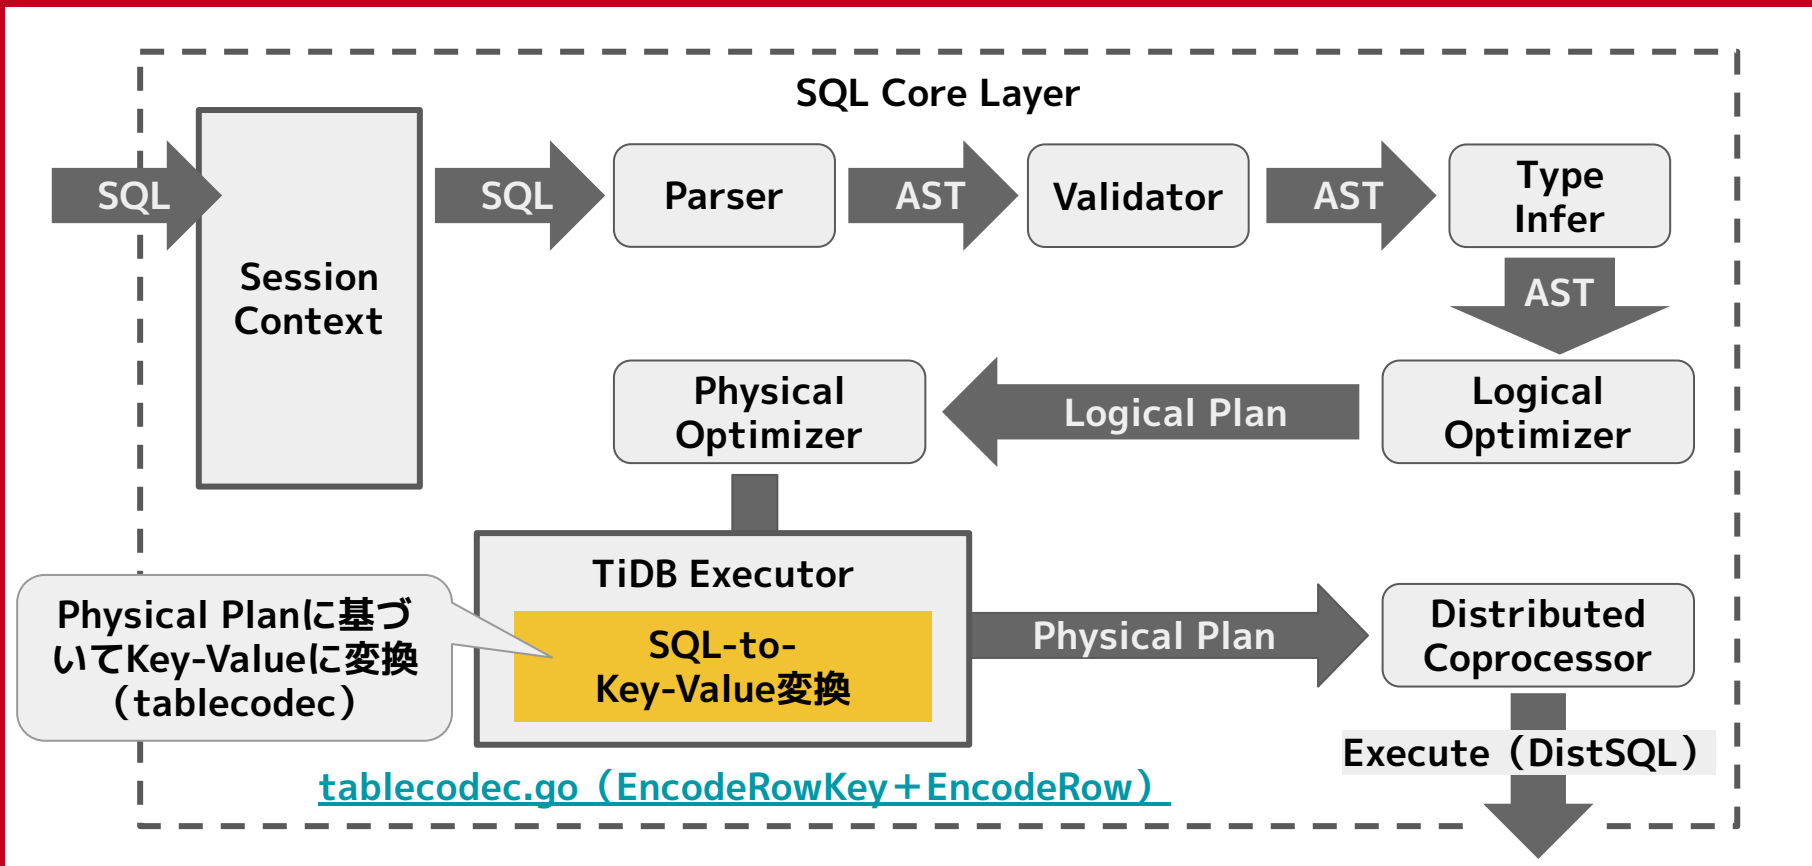 SQL Core Layer
SQL
Session
Context
SQL
Parser
AST
Validator
AST
Type
Infer
AST
Logical
Optimizer
Logical Plan
Physical
Optimizer
TiDB Executor
SQL-to-
Key-Value変換
Physical Planに基づ
いてKey-Valueに変換
（tablecodec）
Physical Plan
Distributed
Coprocessor
Execute（DistSQL）
tablecodec.go（EncodeRowKey＋EncodeRow）